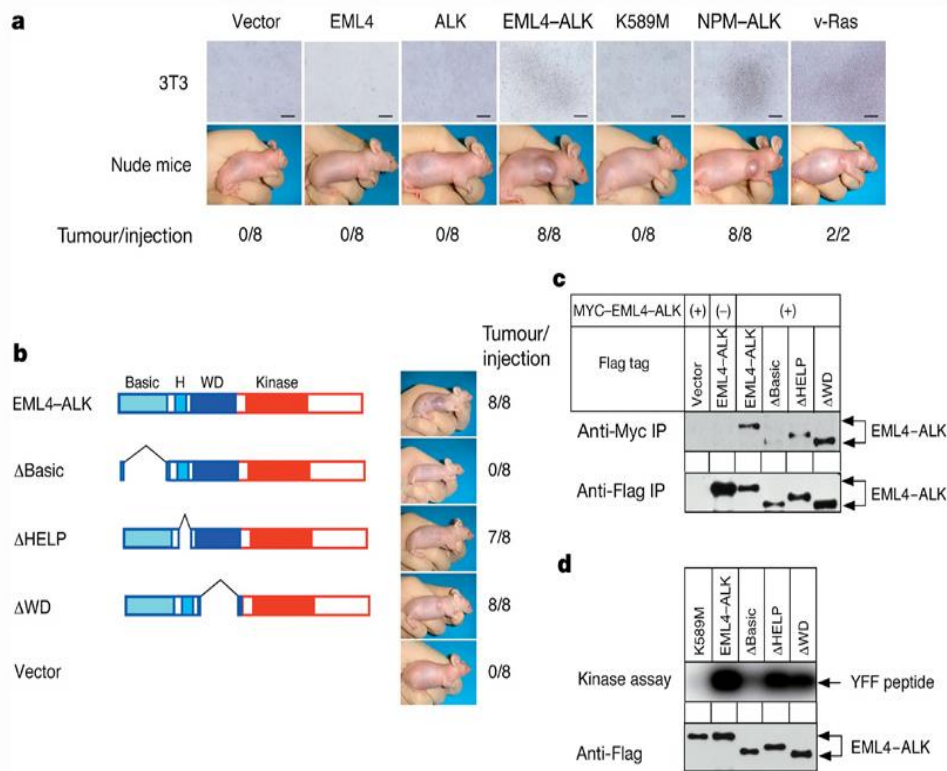 a
Vector EML4 ALK EML4–ALK K589M NPM–ALK v-Ras
3T3
Nude mice
Tumour/injection 0/8 0/8 0/8 8/8 0/8 8/8 2/2
b
Tumour/
injection
Basic H WD Kinase
EML4–ALK 8/8
ΔBasic 0/8
ΔHELP 7/8
ΔWD 8/8
Vector 0/8
c
MYC–EML4–ALK (+) (–) (+)
Flag tag Vector EML4–ALK EML4–ALK ΔBasic ΔHELP ΔWD
Anti-Myc IP EML4–ALK
Anti-Flag IP EML4–ALK
d
K589M EML4–ALK ΔBasic ΔHELP ΔWD
Kinase assay YFF peptide
Anti-Flag EML4–ALK